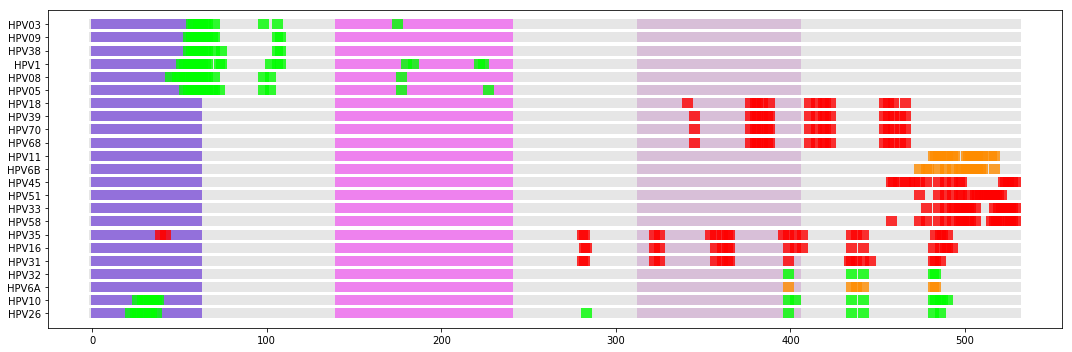 HPV03
HPV09
HPV38
HPV1
HPV08
HPV05
HPV18
HPV39
HPV70
HPV68
HPV11
HPV6B
HPV45
HPV51
HPV33
HPV58
HPV35
HPV16
HPV31
HPV32
HPV6A
HPV10
HPV26
0 100 200 300 400 500